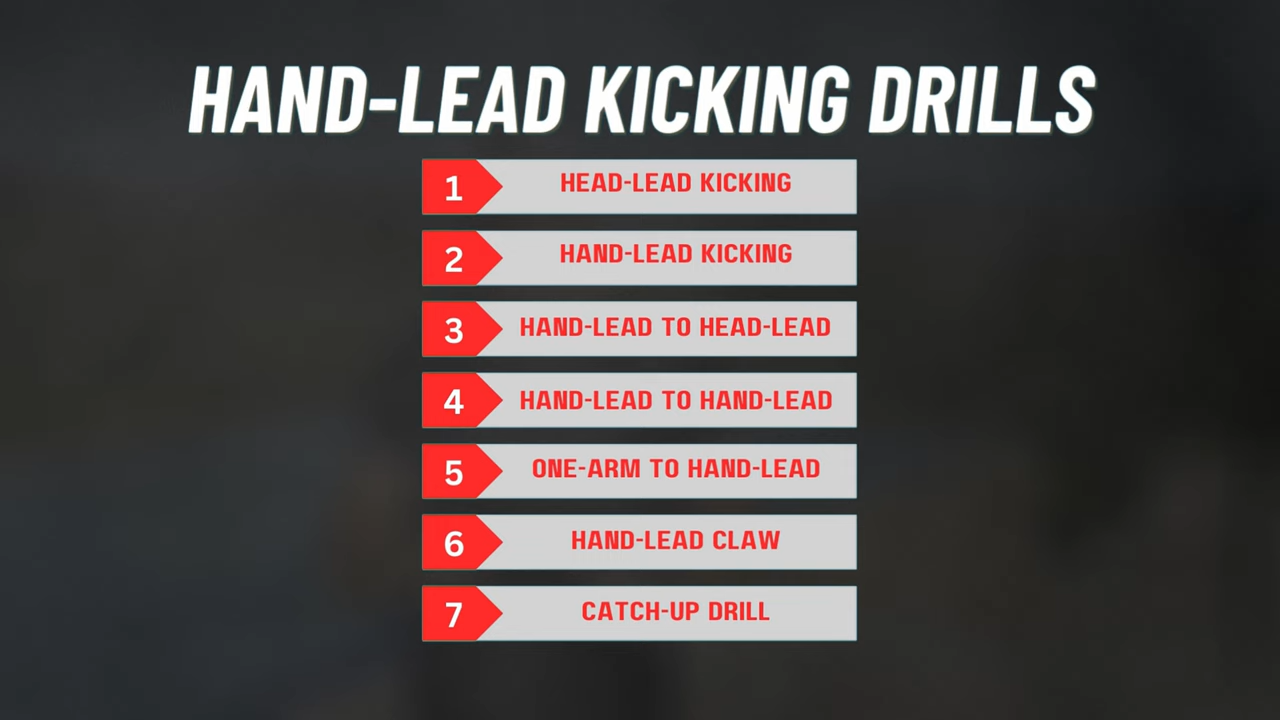 HAND-LEAD KICKING DRILLS
1 HEAD-LEAD KICKING
2 HAND-LEAD KICKING
3 HAND-LEAD TO HEAD-LEAD
4 HAND-LEAD TO HAND-LEAD
5 ONE-ARM TO HAND-LEAD
6 HAND-LEAD CLAW
7 CATCH-UP DRILL